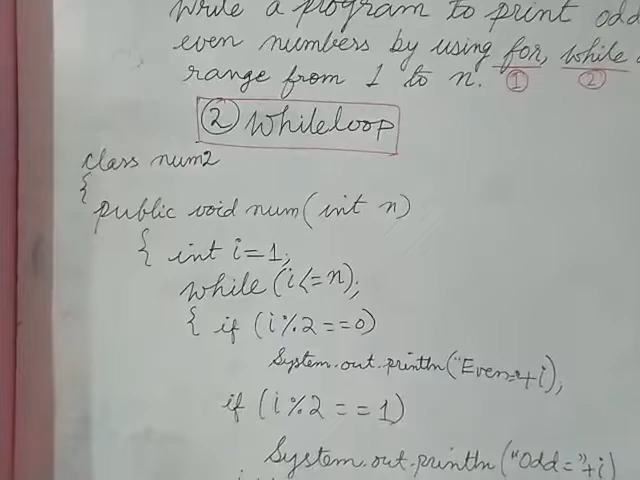 Write a program to print odd
even numbers by using for, while
range from 1 to n. ① ②
② Whileloop
class num2
{
public void num(int n)
{ int i=1;
while (i<=n);
{ if (i%2==0)
System.out.println("Even="+i);
if (i%2==1)
System.out.println("Odd="+i)